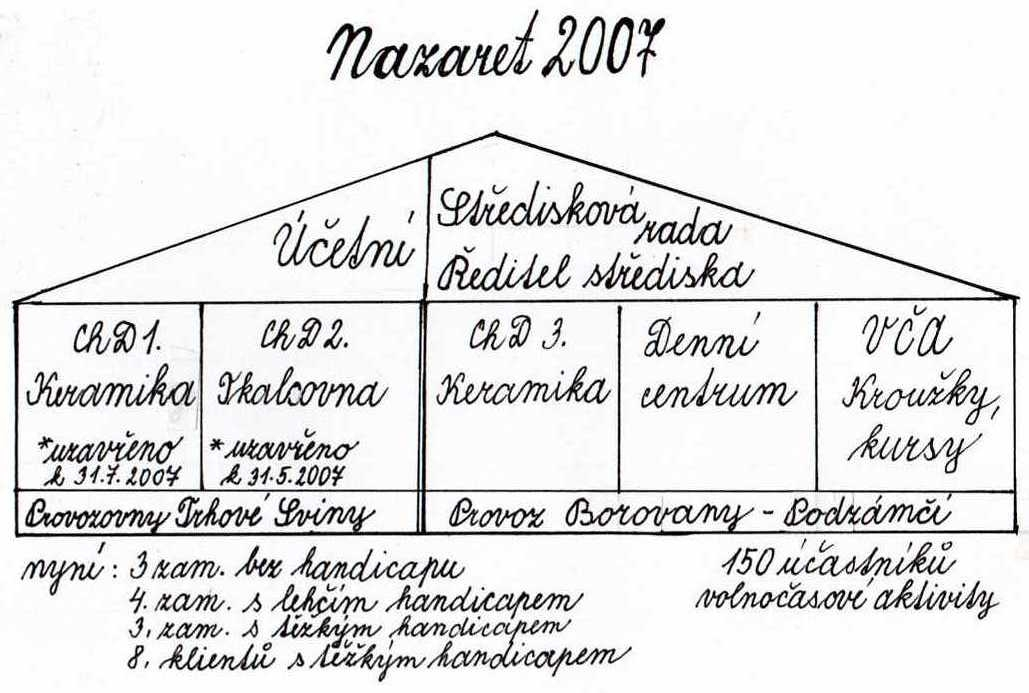 Nazaret 2007
Účetní
Středisková
rada
Ředitel střediska
ChD 1.
Keramika
*uzavřeno
k 31.7.2007
ChD 2.
Tkalcovna
*uzavřeno
k 31.5.2007
ChD 3.
Keramika
Denní
centrum
VČA
Kroužky,
kursy
Provozovny Trhové Sviny
Provoz Borovany - Podzámčí
nyní: 3 zam. bez handicapu
4. zam. s lehčím handicapem
3. zam. s těžkým handicapem
8. klientů s těžkým handicapem
150 účastníků
volnočasové aktivity